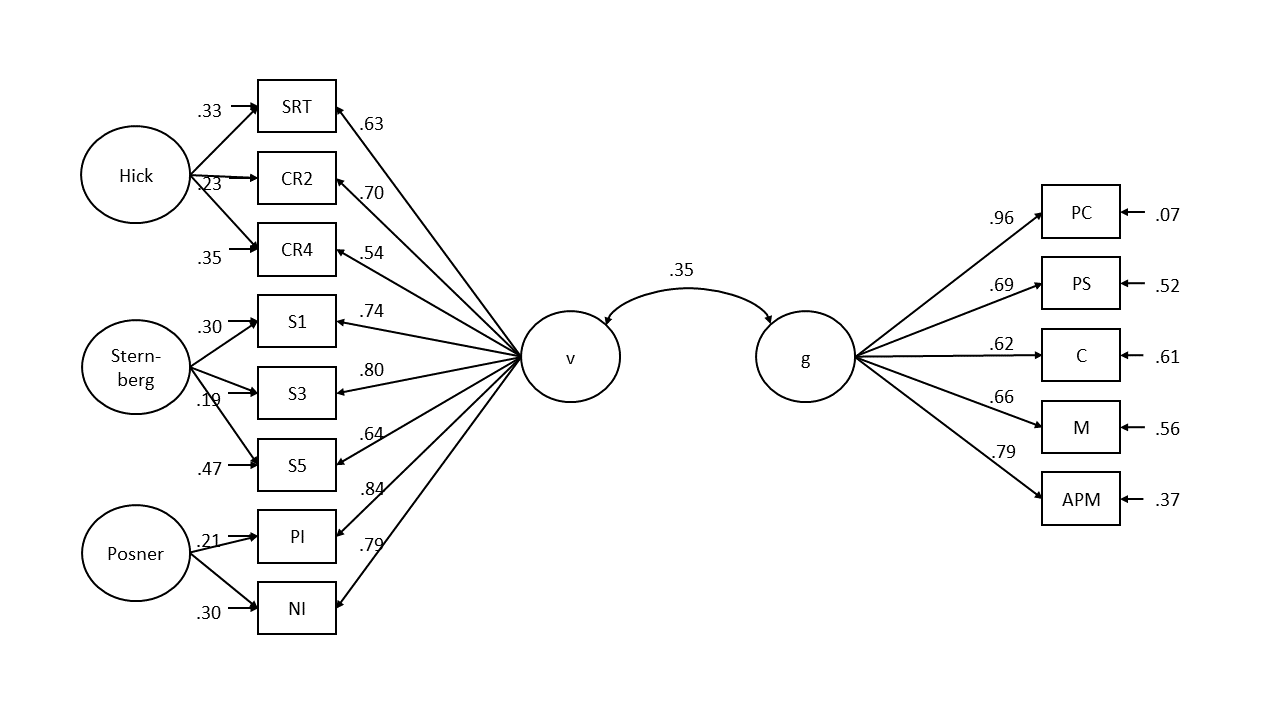 SRT
.33
.63
Hick
CR2
.23
.70
CR4
.35
.54
S1
.30
.74
Stern-
berg
S3
.19
.80
S5
.47
.64
PI
.21
.84
Posner
NI
.30
.79
v
.35
g
.96
PC
.07
.69
PS
.52
.62
C
.61
.66
M
.56
.79
APM
.37